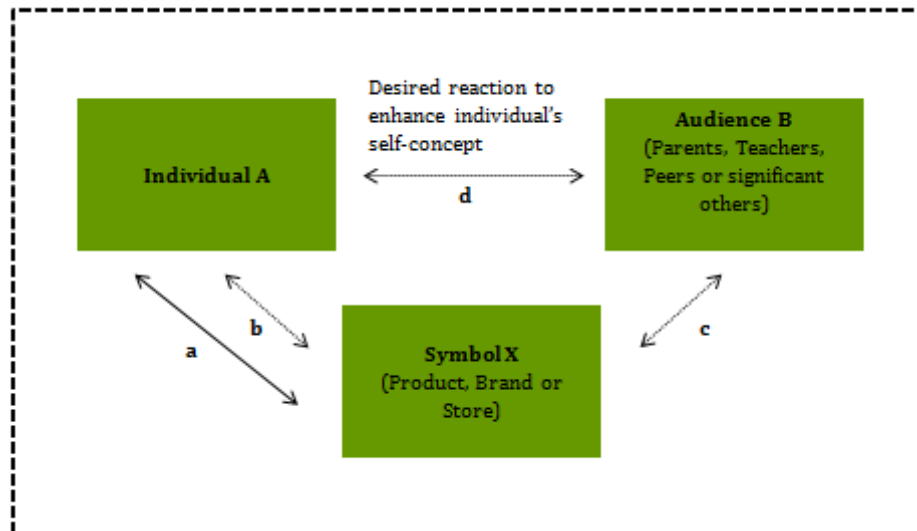 Desired reaction to
enhance individual's
self-concept
Individual A
d
Audience B
(Parents, Teachers,
Peers or significant
others)
a
b
c
Symbol X
(Product, Brand or
Store)